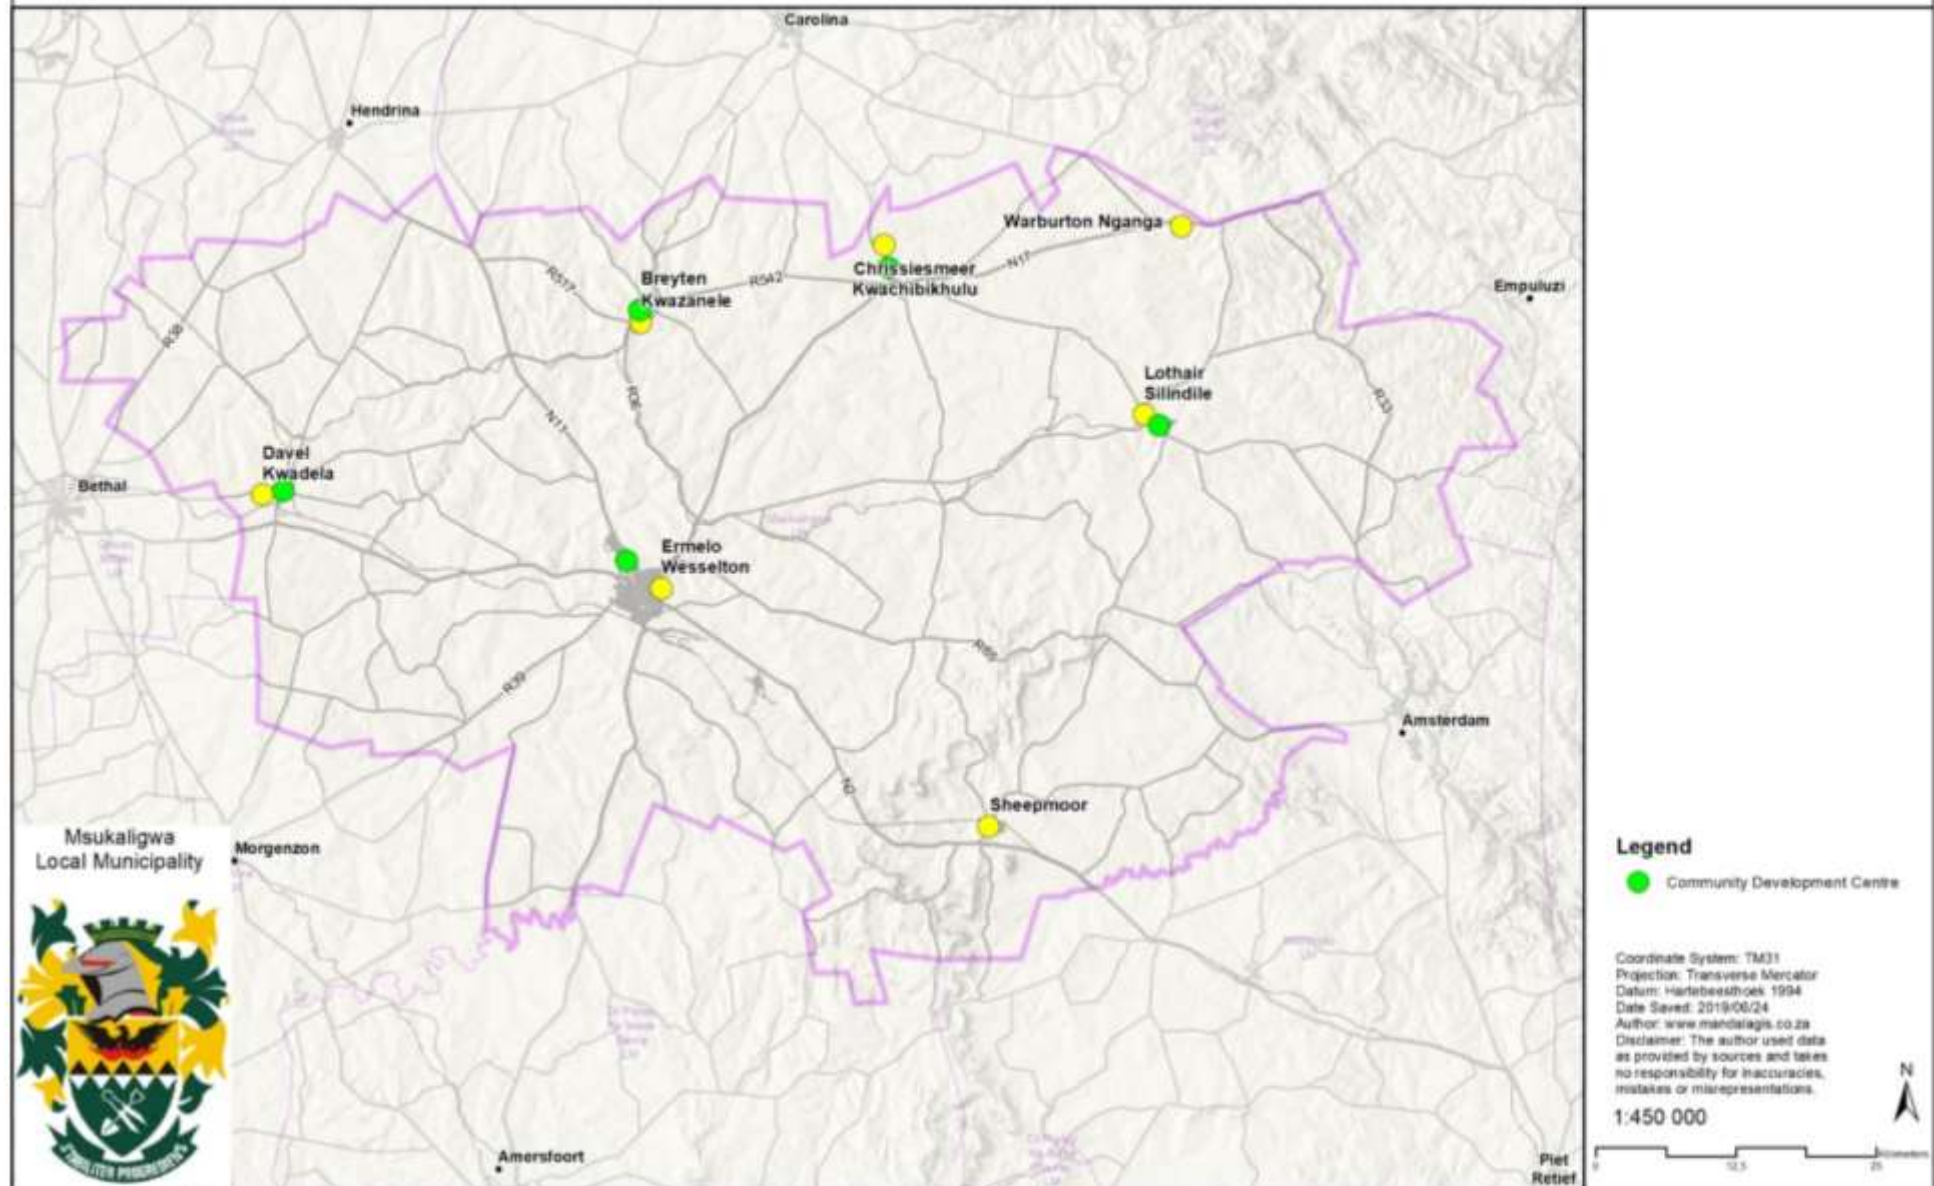 Carolina
Hendrina
Warburton Nganga
N17
Chrissiesmeer
Kwachibikhulu
Breyten
Kwazanele
R542
Empuluzi
R38
Lothair
Silindile
R36
R33
N11
Davel
Kwadela
Bethal
Ermelo
Wesselton
R39
Amsterdam
Sheepmoor
Msukaligwa
Local Municipality
Morgenzon
Amersfoort
Piet
Retief
Legend
Community Development Centre
Coordinate System: TM31
Projection: Transverse Mercator
Datum: Hartebeesthoek 1994
Date Saved: 2019/06/24
Author: www.mandalagis.co.za
Disclaimer: The author used data
as provided by sources and takes
no responsibility for inaccuracies,
mistakes or misrepresentations.
N
1:450 000
0 12,5 25